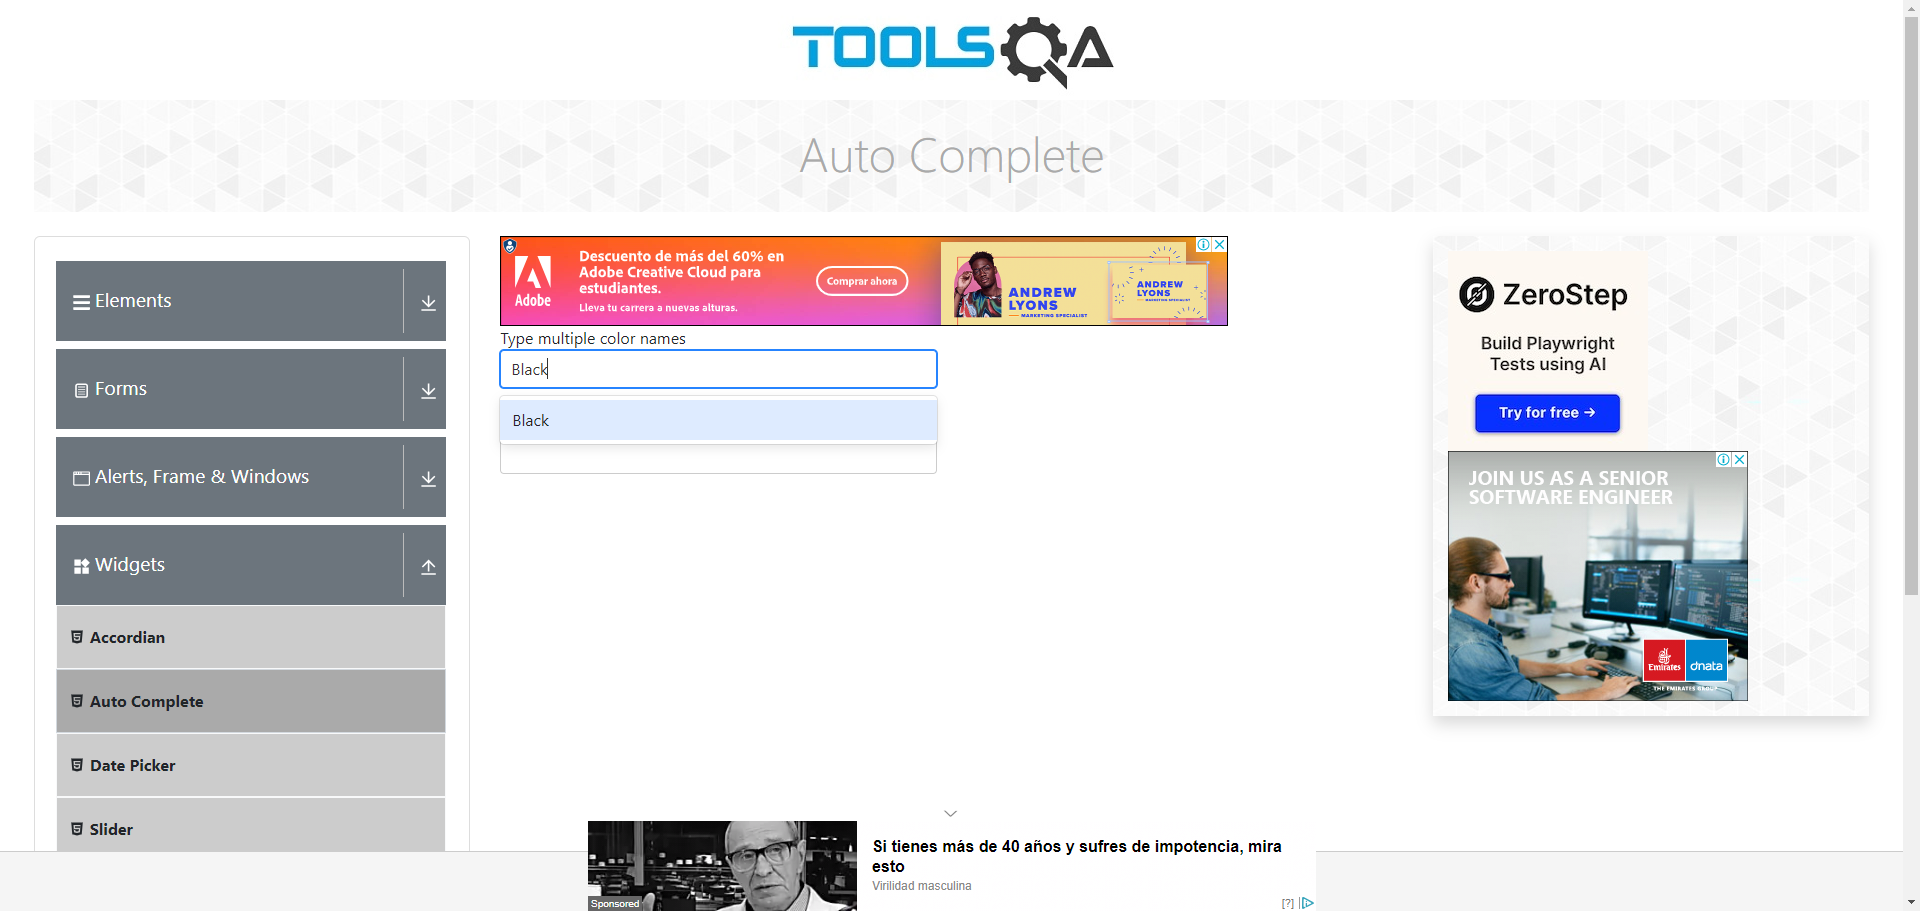 TOOLSQA
Auto Complete
Elements
Forms
Alerts, Frame & Windows
Widgets
Accordian
Auto Complete
Date Picker
Slider
Adobe
Descuento de más del 60% en
Adobe Creative Cloud para
estudiantes.
Lleva tu carrera a nuevas alturas.
Comprar ahora
ANDREW
LYONS
MARKETING SPECIALIST
ANDREW
LYONS
MARKETING SPECIALIST
Type multiple color names
Black
Black
ZeroStep
Build Playwright
Tests using AI
Try for free →
JOIN US AS A SENIOR
SOFTWARE ENGINEER
Emirates
dnata
THE EMIRATES GROUP
Si tienes más de 40 años y sufres de impotencia, mira
esto
Virilidad masculina
Sponsored
[?]